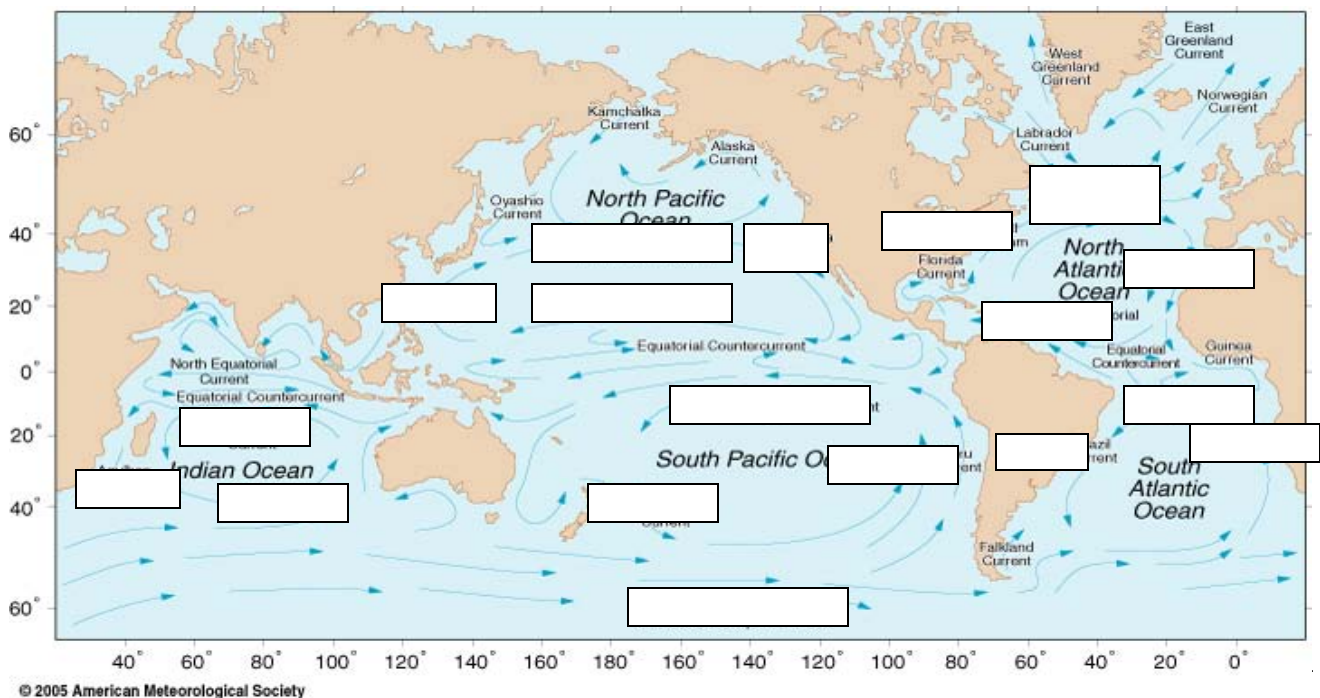 East
Greenland
Current
West
Greenland
Current
Norwegian
Current
Kamchatka
Current
Labrador
Current
Alaska
Current
60°
North Pacific
Ocean
Oyashio
Current
40°
North
Atlantic
Ocean
Florida
Current
20°
Equatorial Countercurrent
Equatorial
Countercurrent
Guinea
Current
North Equatorial
Current
0°
Equatorial Countercurrent
20°
Indian Ocean
South Pacific
South
Atlantic
Ocean
40°
Falkland
Current
60°
40° 60° 80° 100° 120° 140° 160° 180° 160° 140° 120° 100° 80° 60° 40° 20° 0°
© 2005 American Meteorological Society